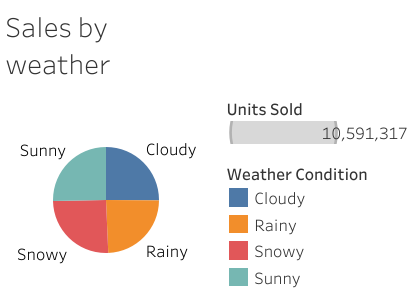 Sales by
weather
Units Sold
10,591,317
Sunny
Cloudy
Snowy
Rainy
Weather Condition
Cloudy
Rainy
Snowy
Sunny